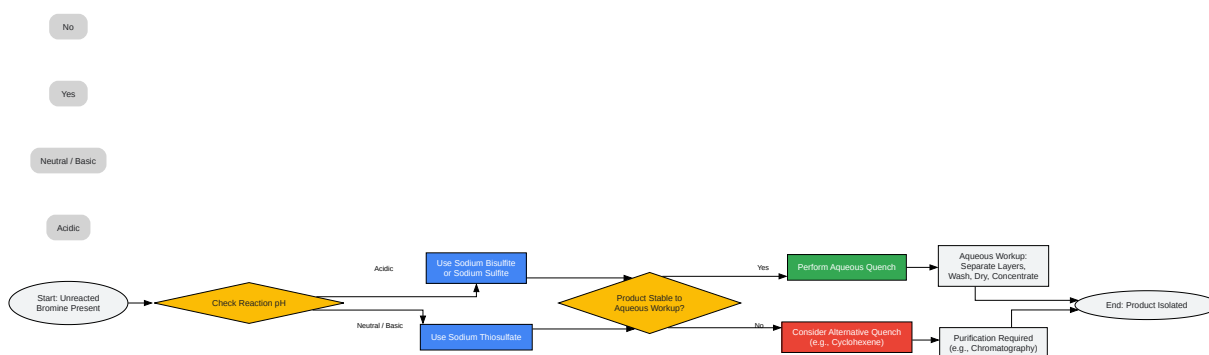 No
Yes
Neutral / Basic
Acidic
Start: Unreacted
Bromine Present
Check Reaction pH
Acidic
Neutral / Basic
Use Sodium Bisulfite
or Sodium Sulfite
Use Sodium Thiosulfate
Product Stable to
Aqueous Workup?
Yes
No
Perform Aqueous Quench
Consider Alternative Quench
(e.g., Cyclohexene)
Aqueous Workup:
Separate Layers,
Wash, Dry, Concentrate
Purification Required
(e.g., Chromatography)
End: Product Isolated